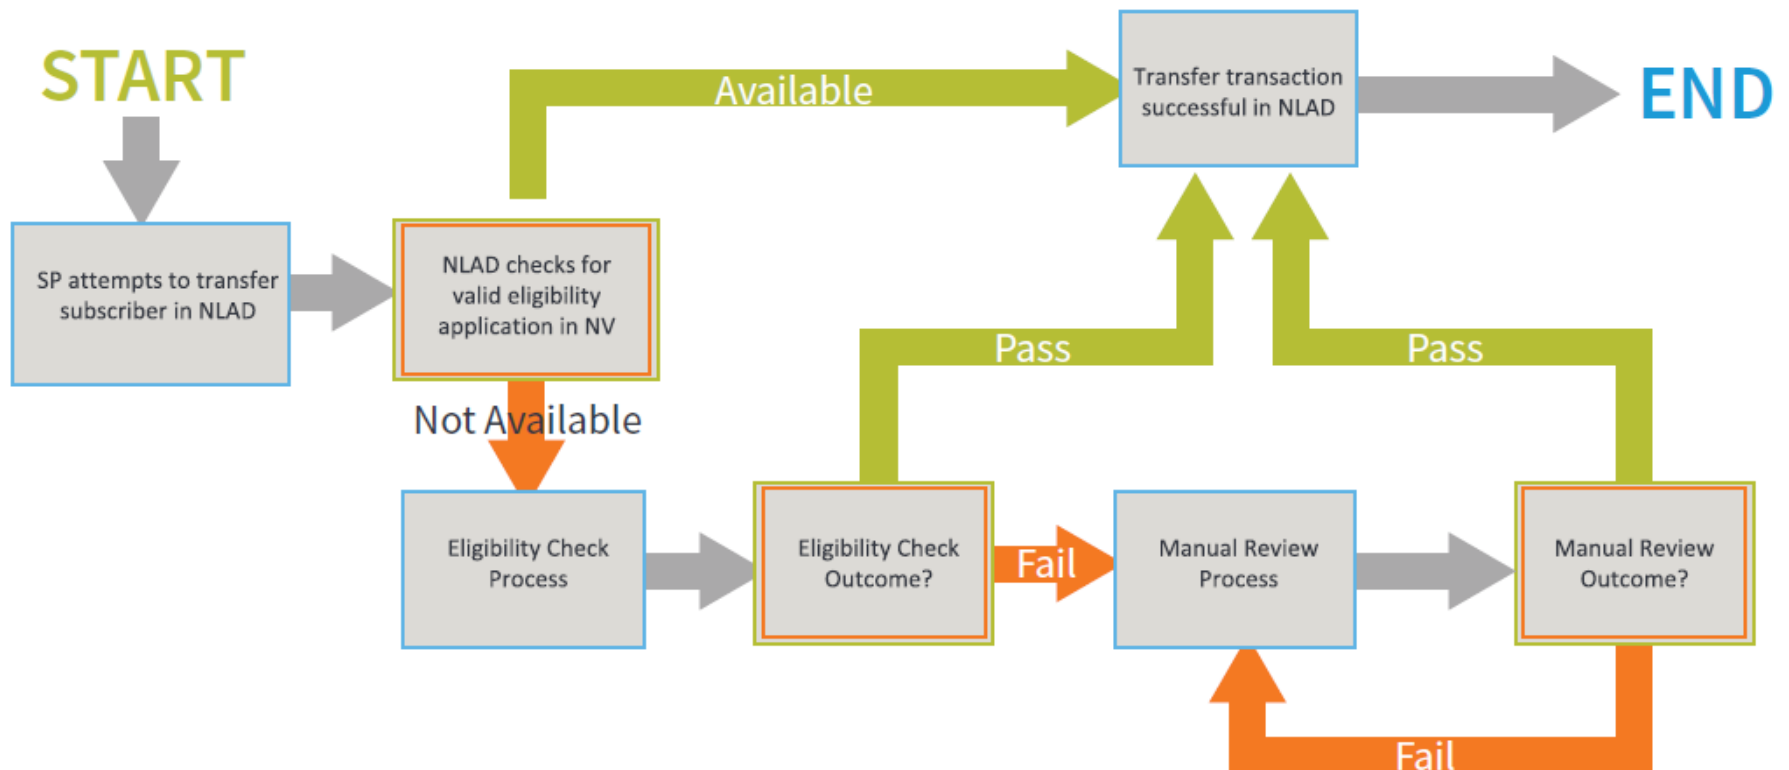 START
Available
Transfer transaction
successful in NLAD
END
SP attempts to transfer
subscriber in NLAD
NLAD checks for
valid eligibility
application in NV
Not Available
Pass
Pass
Eligibility Check
Process
Eligibility Check
Outcome?
Fail
Manual Review
Process
Manual Review
Outcome?
Fail